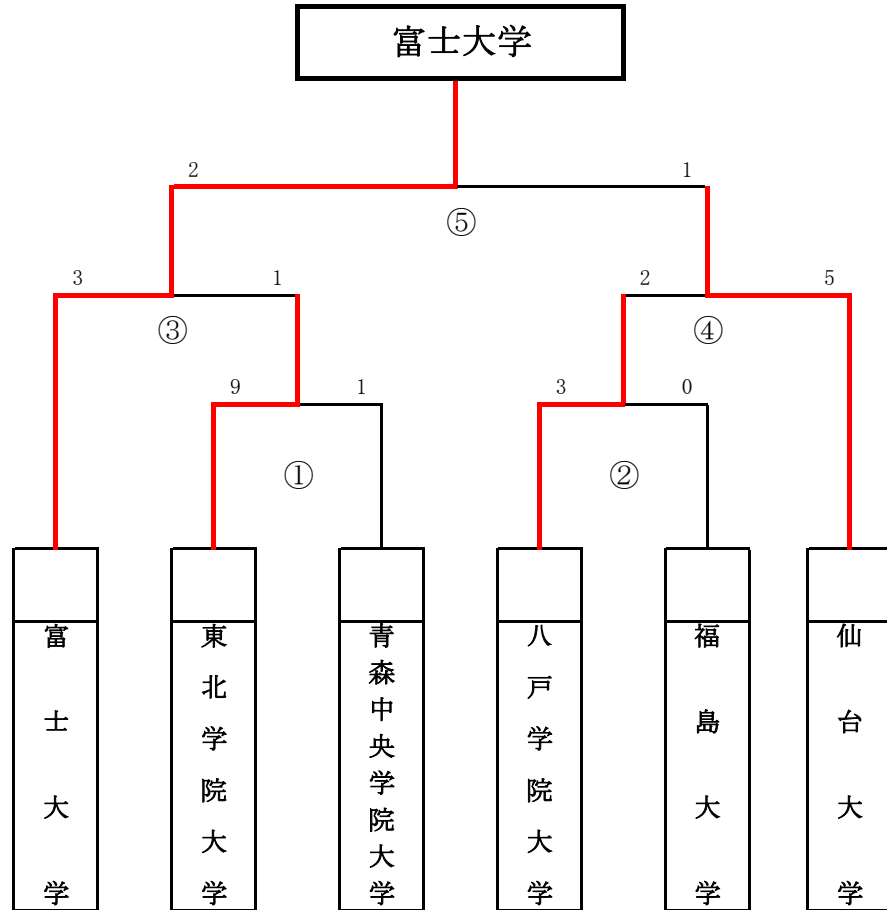 富士大学
2 1
⑤
3 1 2 5
③ ④
9 1 3 0
① ②
富士大学
東北学院大学
青森中央学院大学
八戸学院大学
福島大学
仙台大学